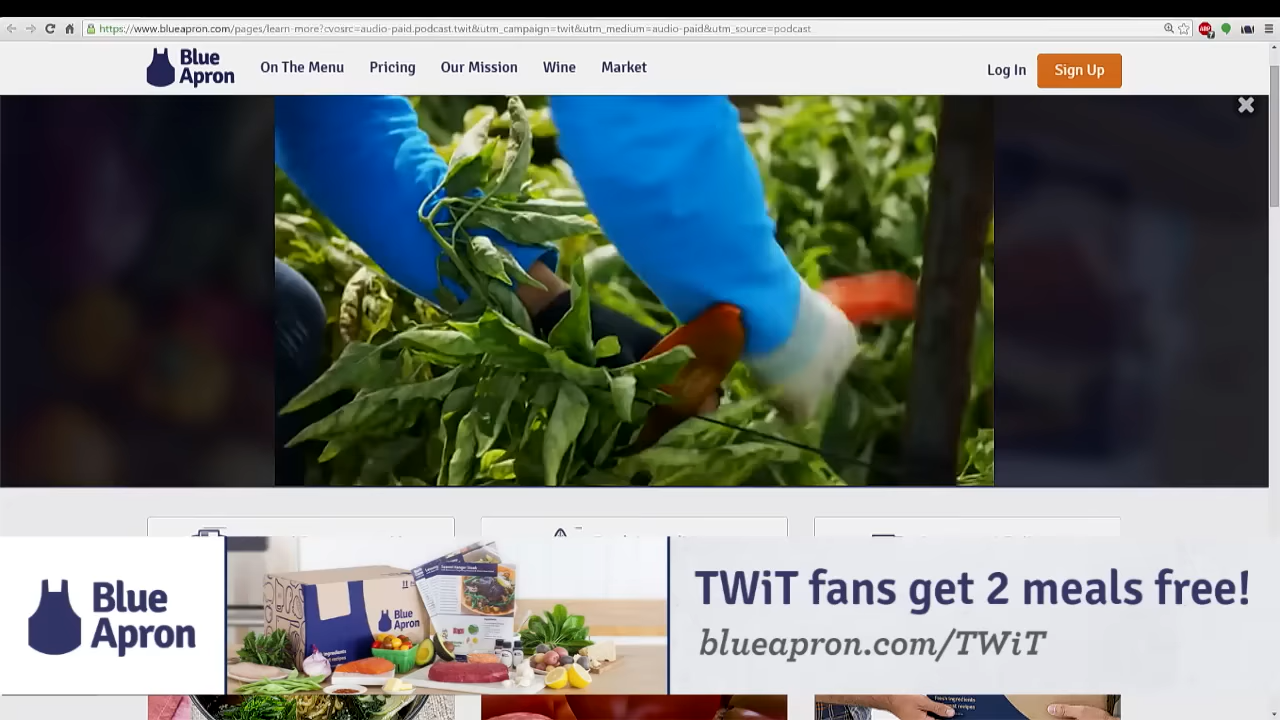 https://www.blueapron.com/pages/learn-more?cvosrc=audio-paid.podcast.twit&utm_campaign=twit&utm_medium=audio-paid&utm_source=podcast
Blue
Apron
On The Menu
Pricing
Our Mission
Wine
Market
Log In
Sign Up
Blue
Apron
Blue
Apron
TWiT fans get 2 meals free!
blueapron.com/TWiT